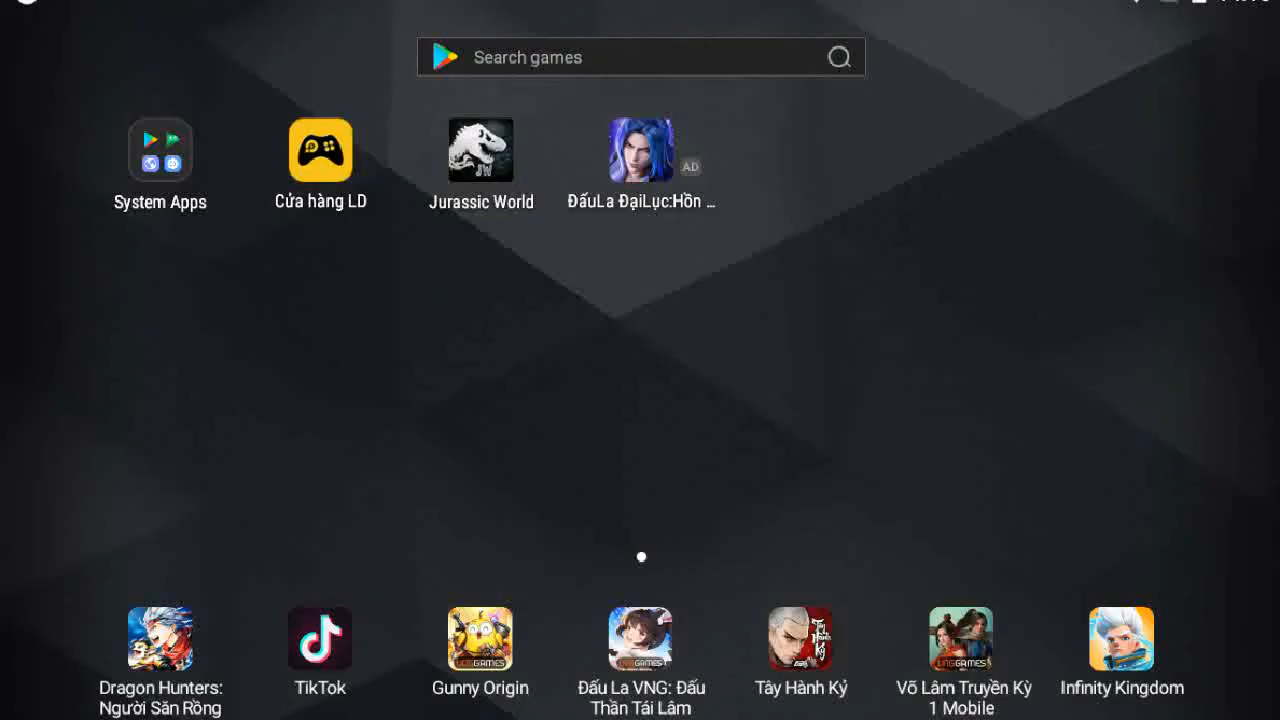 Search games
System Apps
Cửa hàng LD
JW
Jurassic World
AD
ĐấuLa ĐạiLục:Hồn ...
Dragon Hunters:
Người Săn Rồng
TikTok
Gunny Origin
Đấu La VNG: Đấu
Thần Tái Lâm
Tây Hành Kỷ
Võ Lâm Truyền Kỳ
1 Mobile
Infinity Kingdom